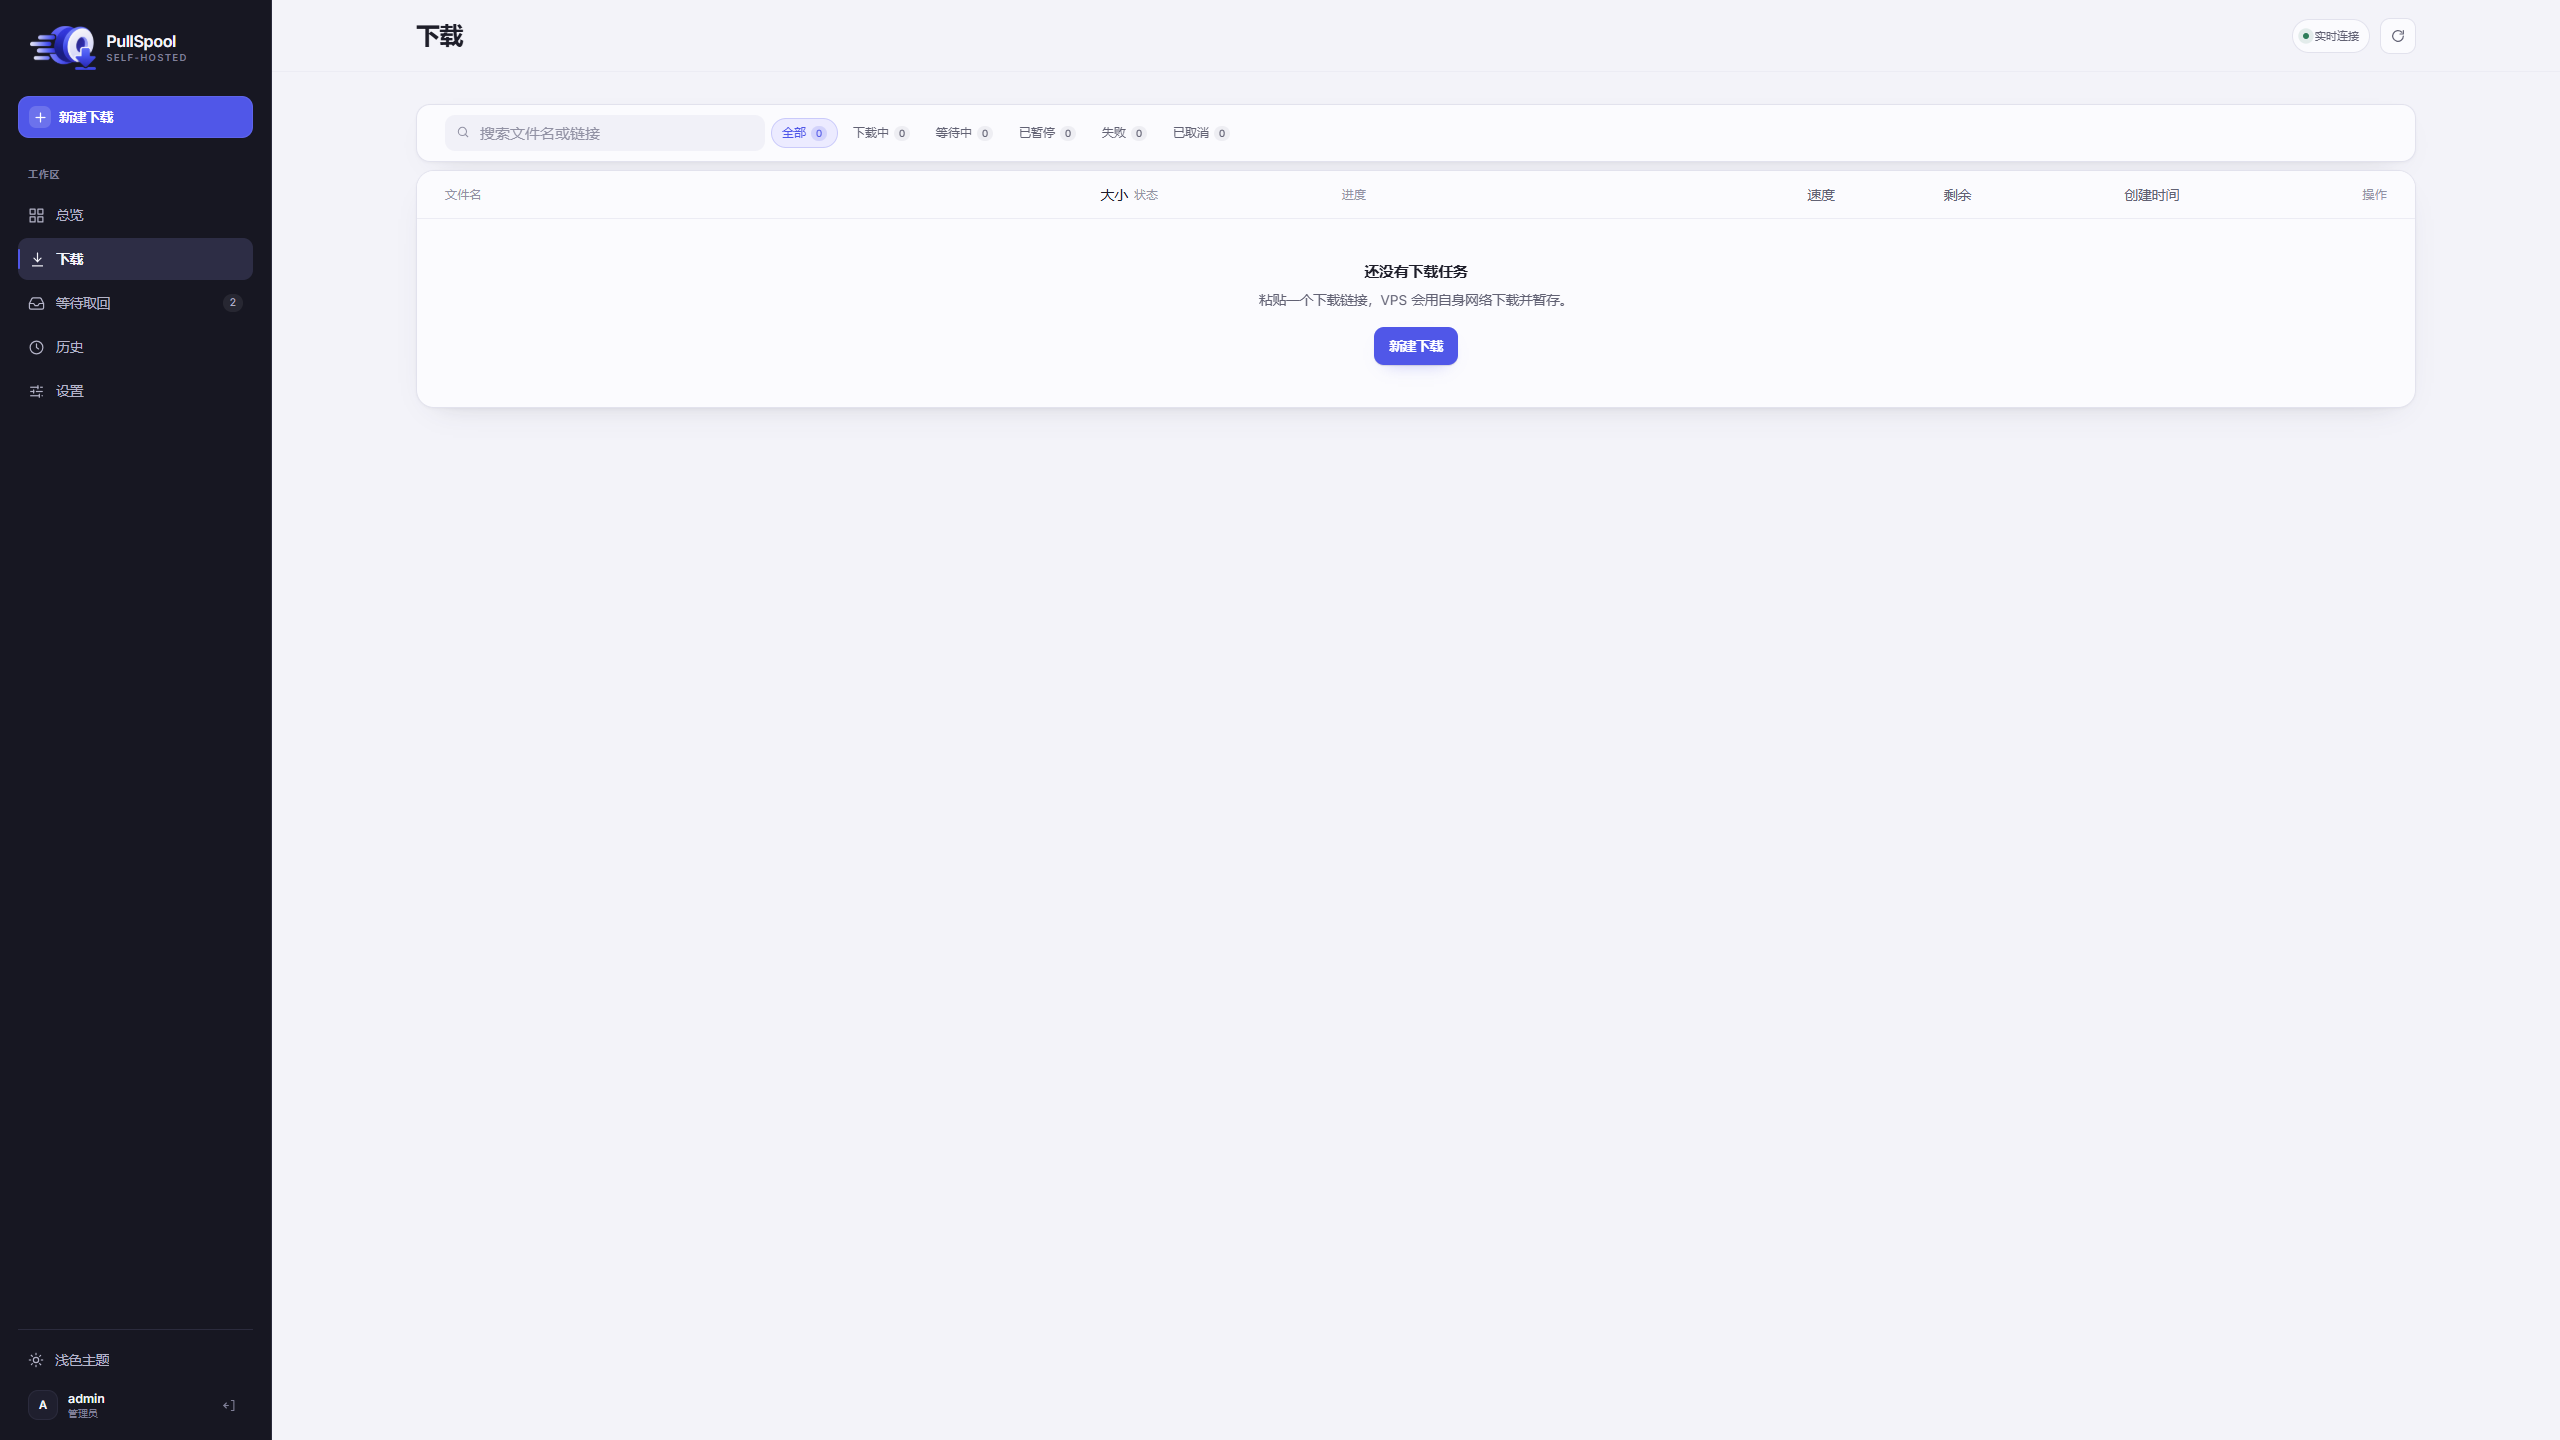 PullSpool
SELF-HOSTED
新建下载
工作区
总览
下载
等待取回 2
历史
设置
浅色主题
A
admin
管理员
下载
实时连接
搜索文件名或链接 全部 0 下载中 0 等待中 0 已暂停 0 失败 0 已取消 0
文件名 大小 状态 进度 速度 剩余 创建时间 操作
还没有下载任务
粘贴一个下载链接，VPS 会用自身网络下载并暂存。
新建下载